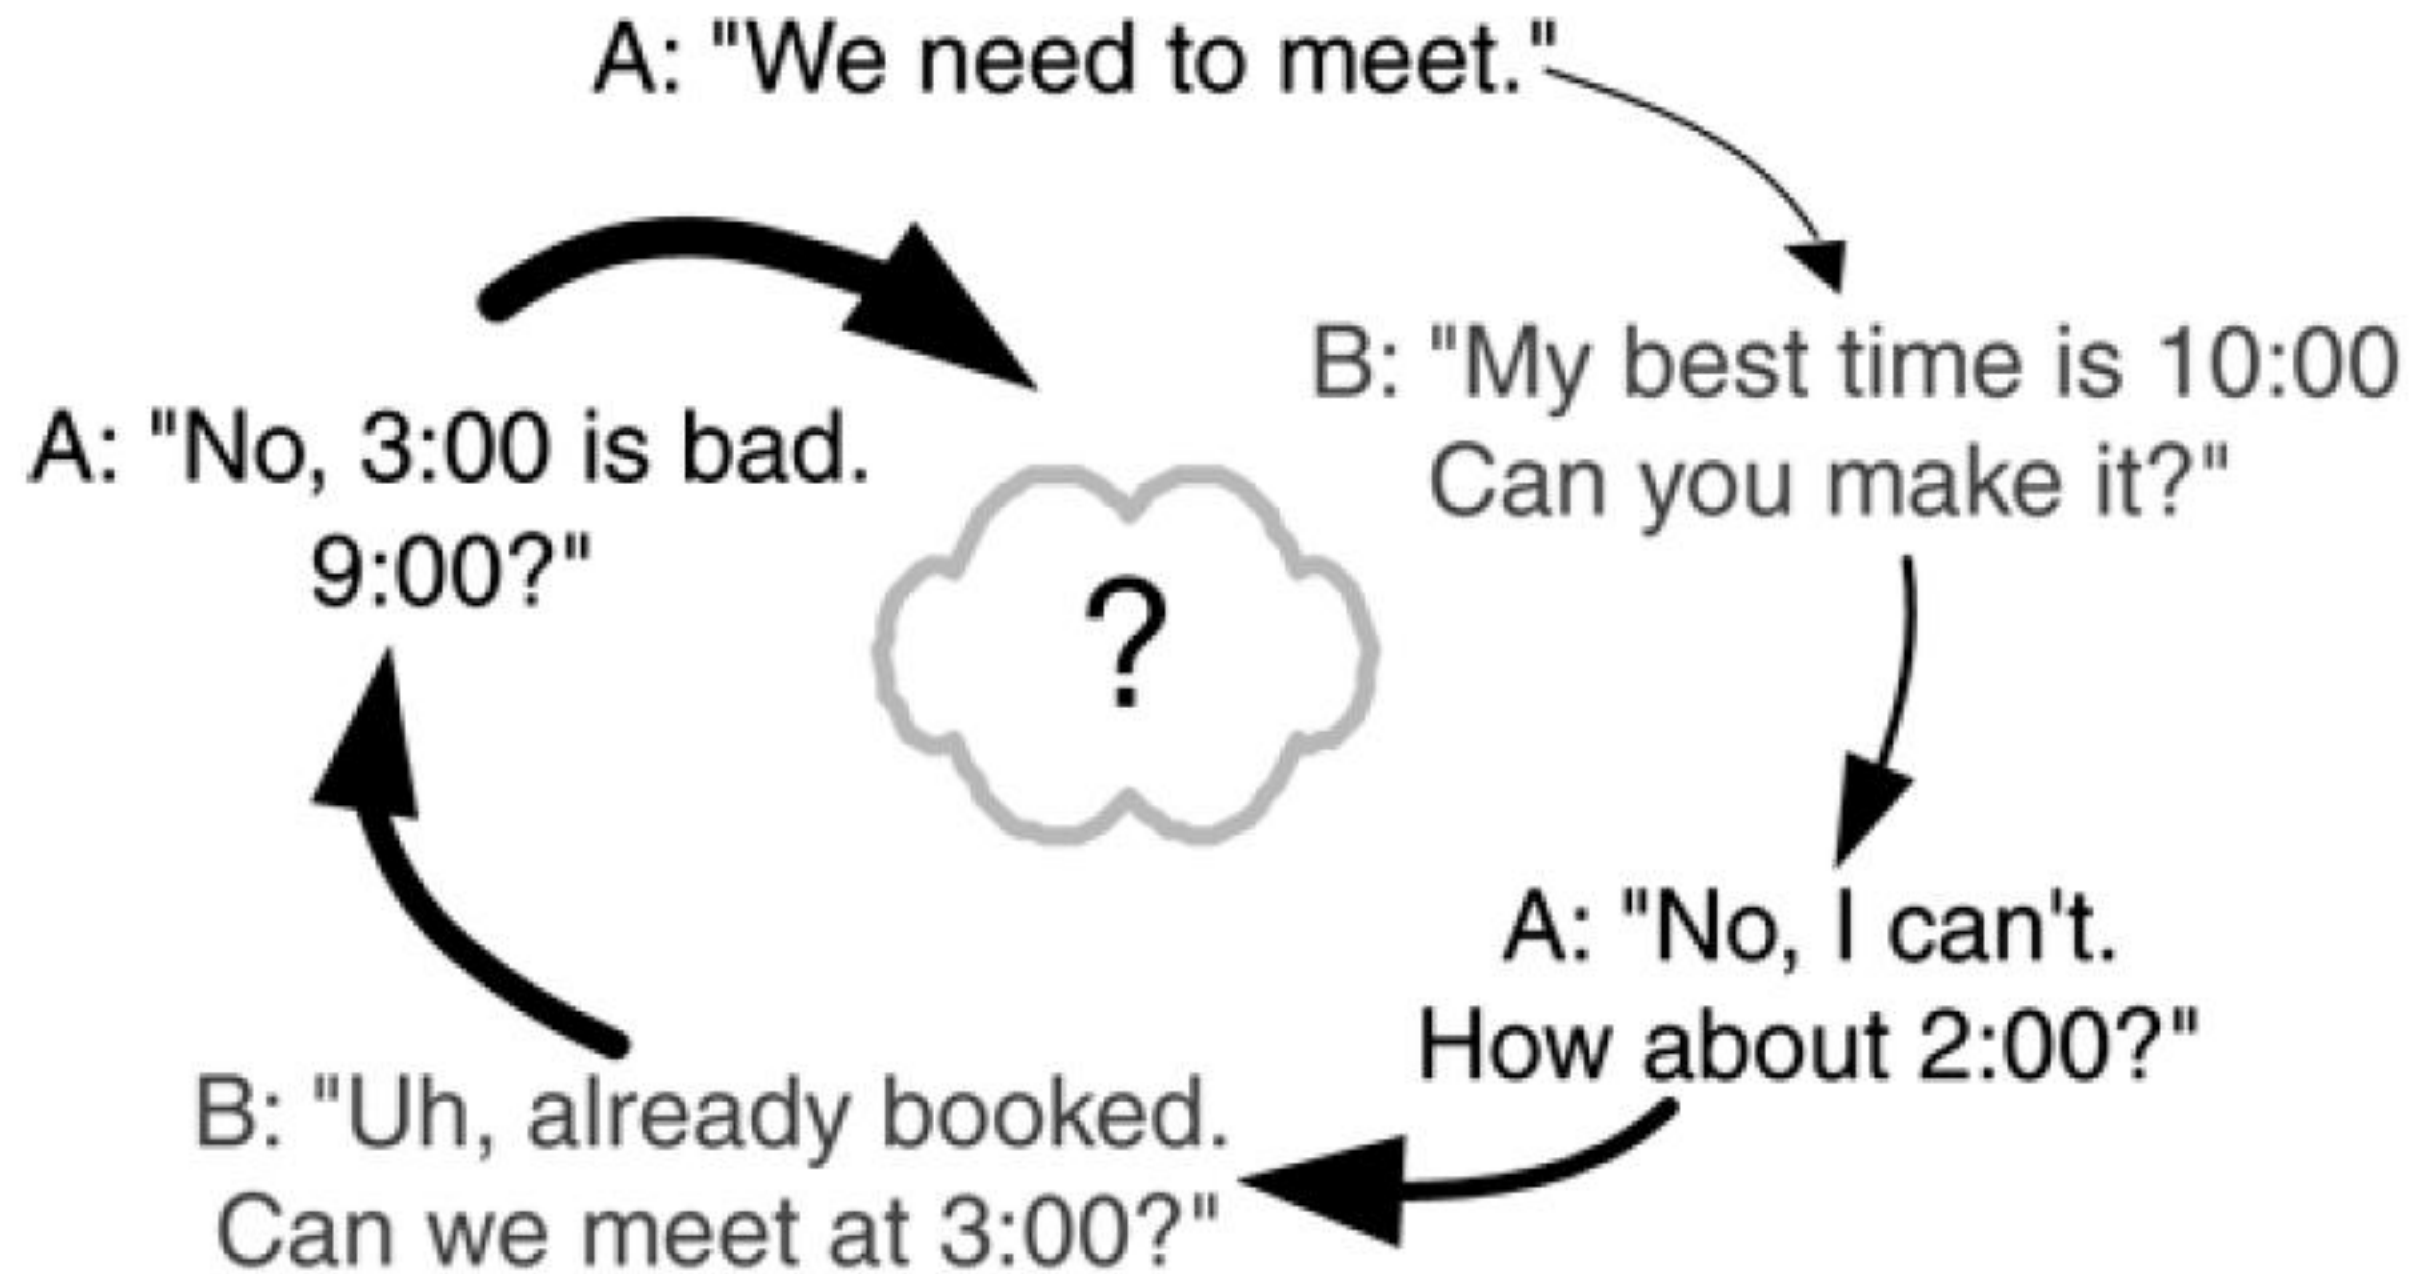 A: "We need to meet."
B: "My best time is 10:00
Can you make it?"
A: "No, I can't.
How about 2:00?"
B: "Uh, already booked.
Can we meet at 3:00?"
A: "No, 3:00 is bad.
9:00?"
?